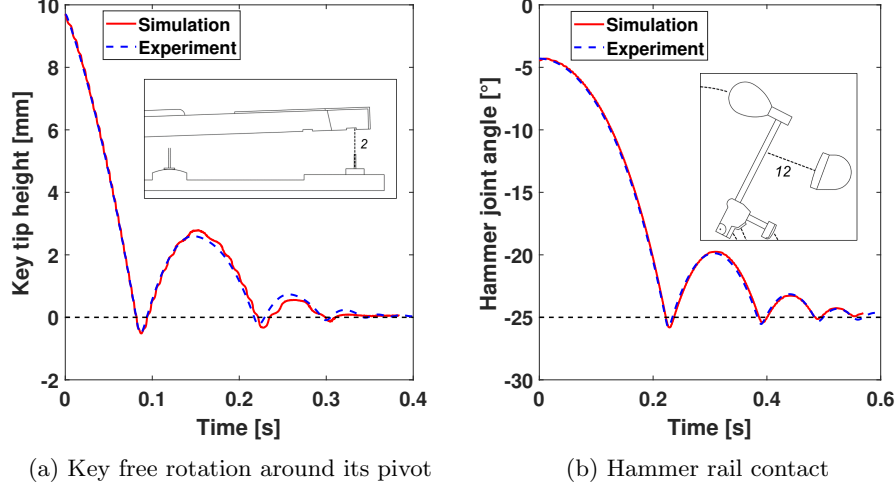 Simulation
Experiment
Key tip height [mm]
10
8
6
4
2
0
-2
2
0
0.1
0.2
0.3
0.4
Time [s]
(a) Key free rotation around its pivot
Simulation
Experiment
Hammer joint angle [°]
0
-5
-10
-15
-20
-25
-30
12
0
0.2
0.4
0.6
Time [s]
(b) Hammer rail contact